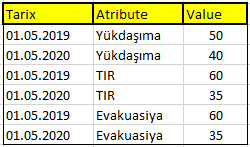 Tarix Atribute Value
01.05.2019 Yükdaşıma 50
01.05.2020 Yükdaşıma 40
01.05.2019 TIR 60
01.05.2020 TIR 35
01.05.2019 Evakuasiya 60
01.05.2020 Evakuasiya 35